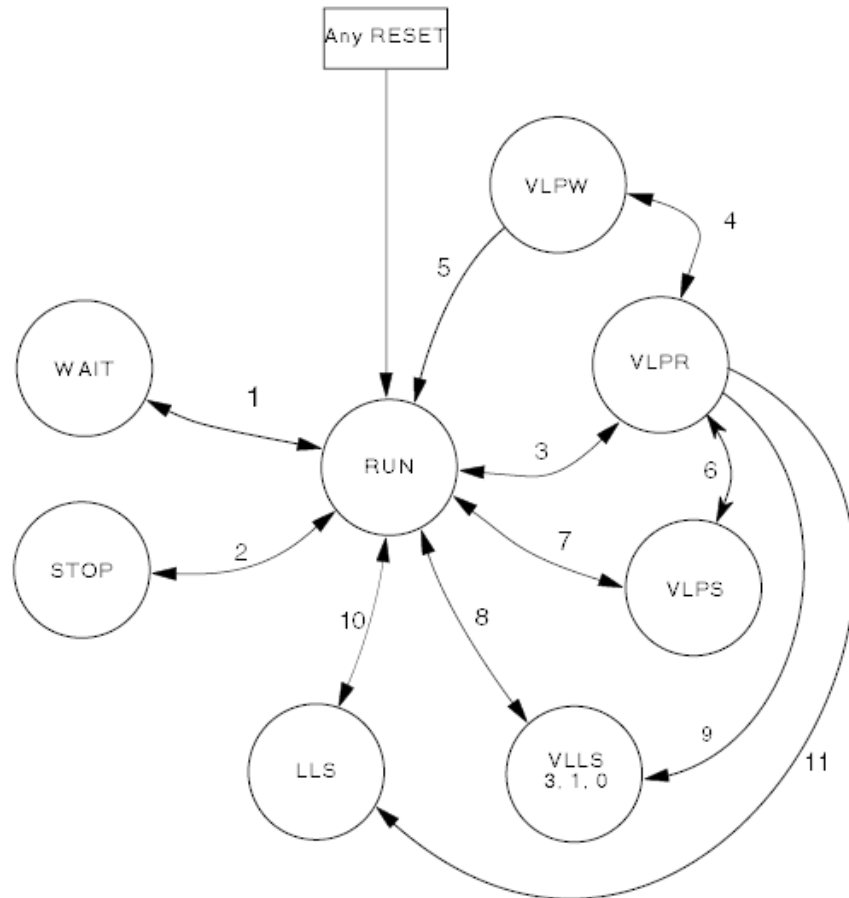 Any RESET
VLPW
4
5
WAIT
VLPR
1
3
RUN
6
2
7
STOP
VLPS
10
8
9
LLS
VLLS
3, 1, 0
11